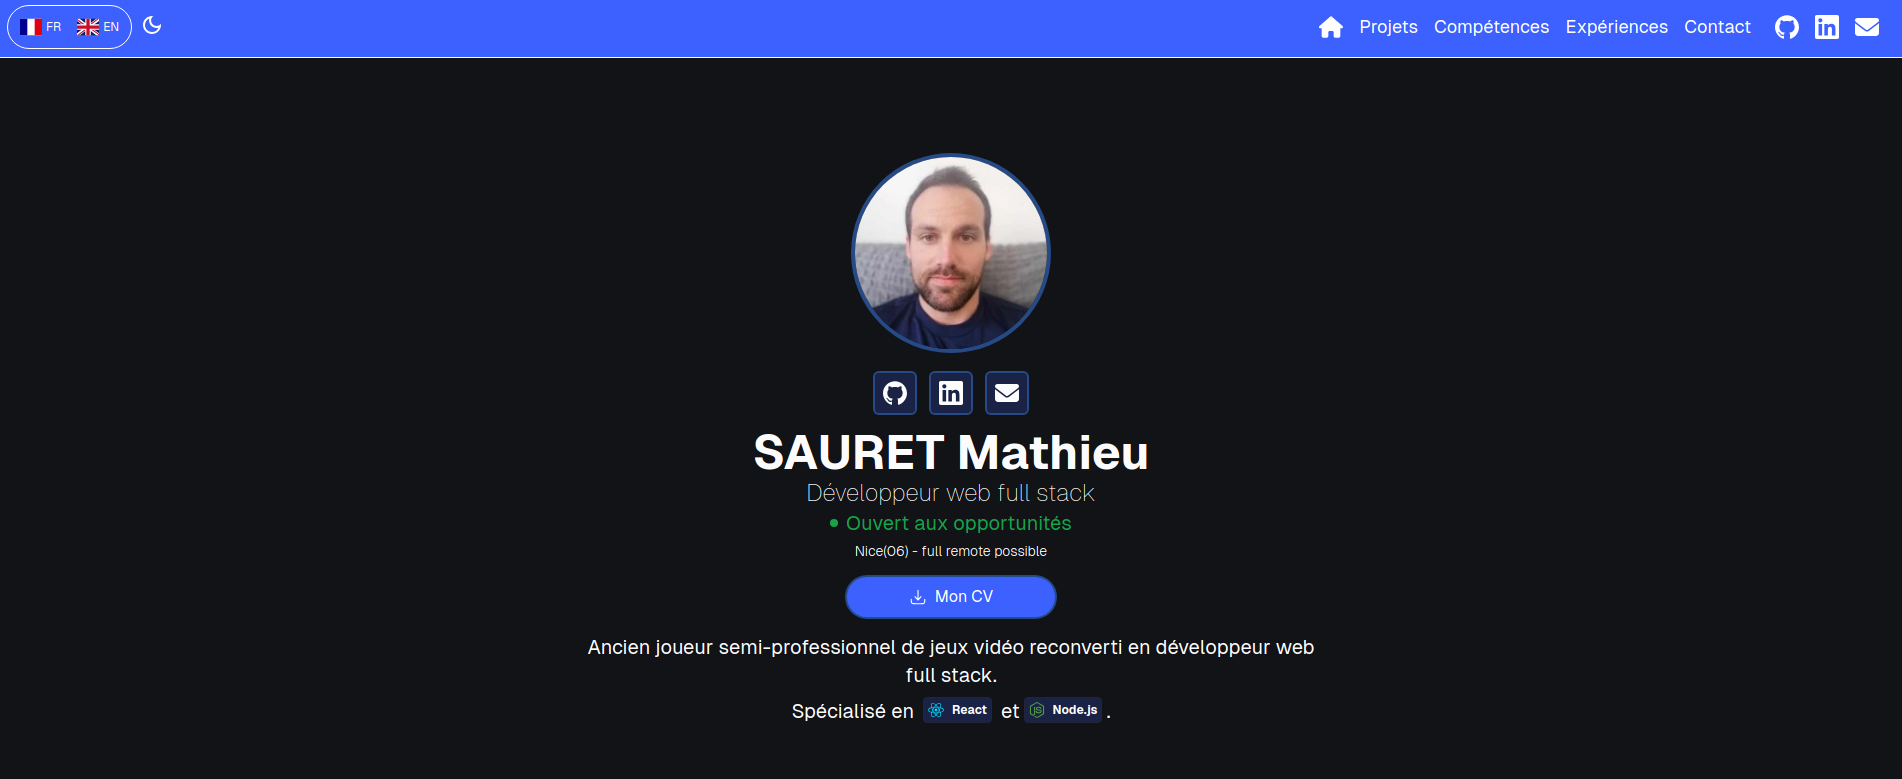 FR EN Projets Compétences Expériences Contact
SAURET Mathieu
Développeur web full stack
Ouvert aux opportunités
Nice(06) - full remote possible
Mon CV
Ancien joueur semi-professionnel de jeux vidéo reconverti en développeur web
full stack.
Spécialisé en React et Node.js .